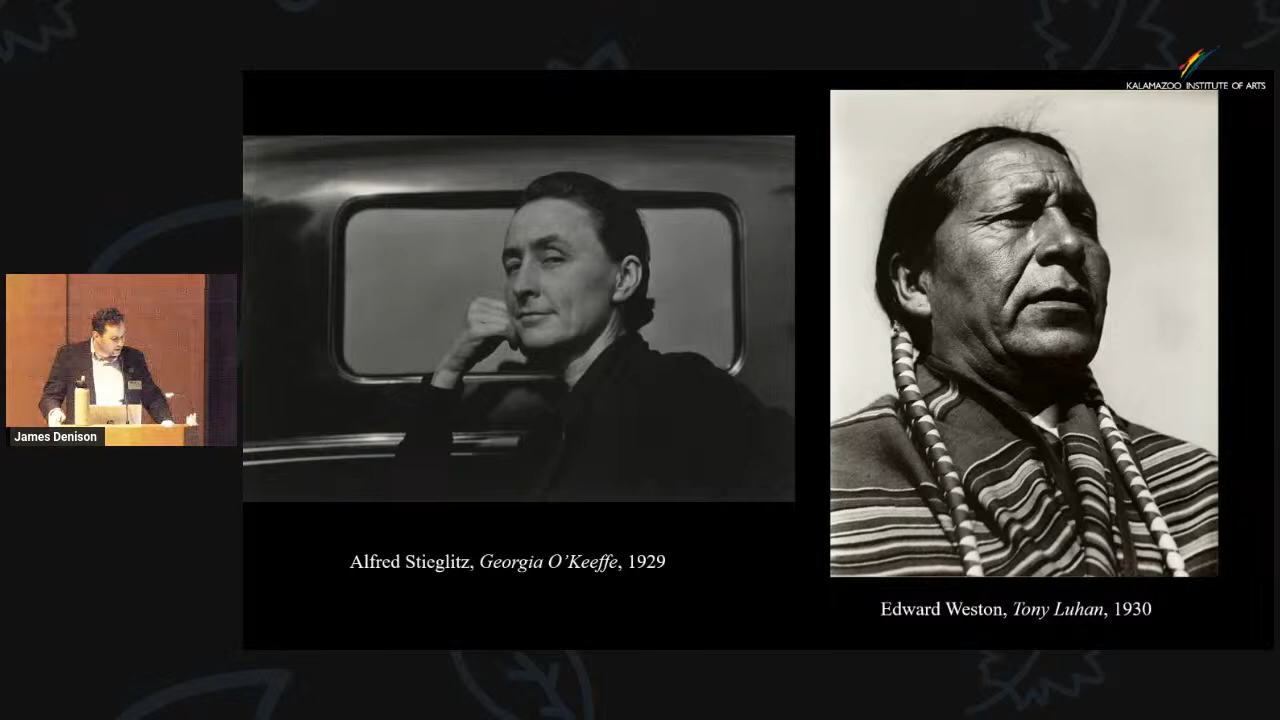 KALAMAZOO INSTITUTE OF ARTS
James Denison
Alfred Stieglitz, Georgia O’Keeffe, 1929
Edward Weston, Tony Luhan, 1930